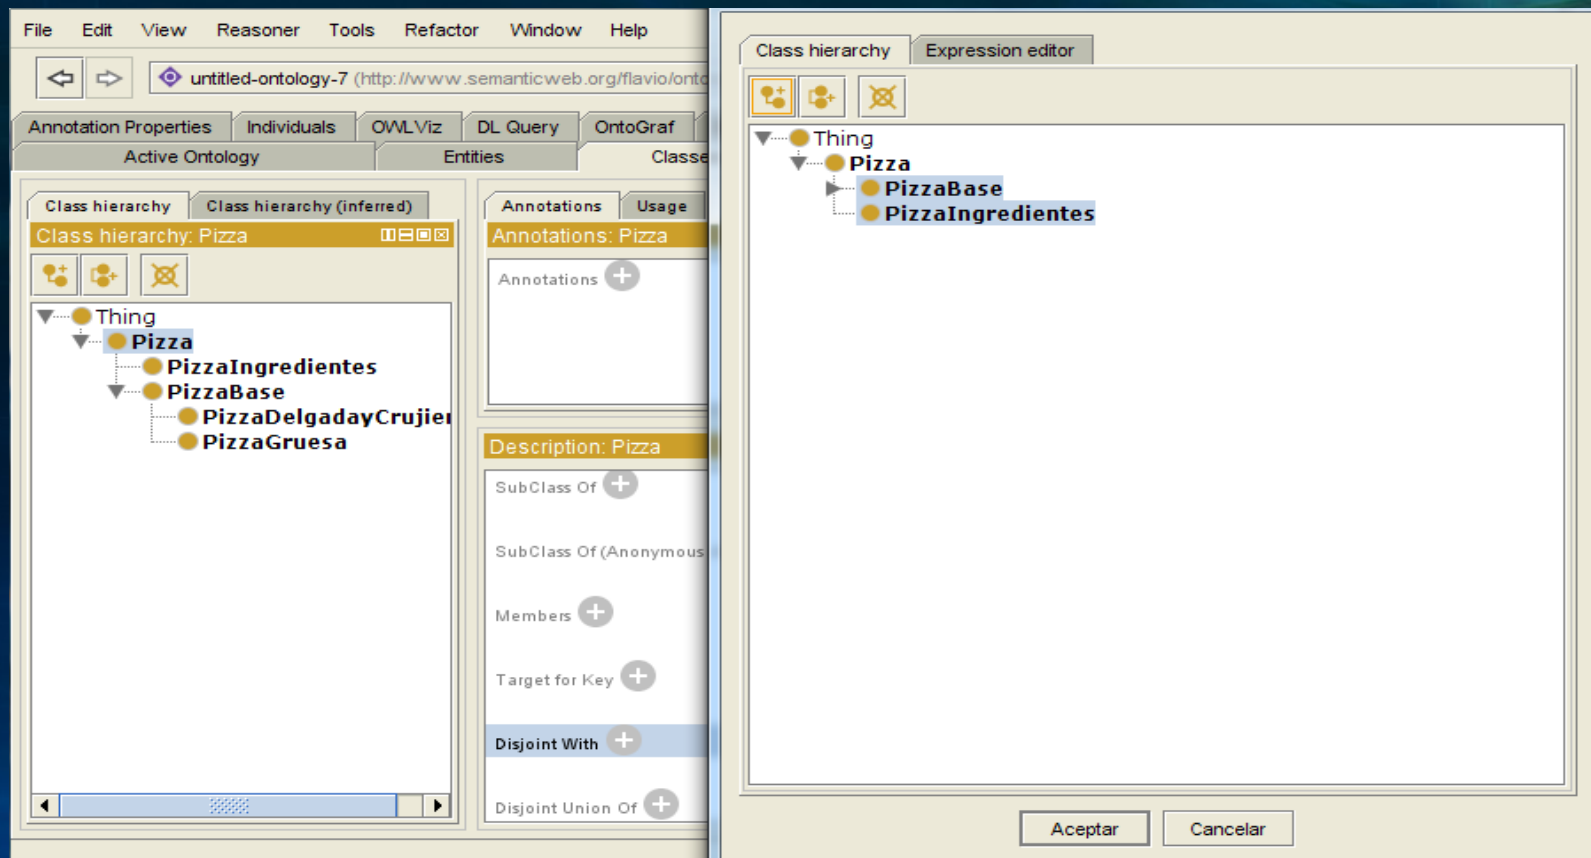 File Edit View Reasoner Tools Refactor Window Help
untitled-ontology-7 (http://www.semanticweb.org/flavio/onto
Annotation Properties Individuals OWLViz DL Query OntoGraf
Active Ontology Entities Classe
Class hierarchy Class hierarchy (inferred)
Class hierarchy: Pizza
Thing
Pizza
PizzaIngredientes
PizzaBase
PizzaDelgadayCrujier
PizzaGruesa
Annotations Usage
Annotations: Pizza
Annotations
Description: Pizza
SubClass Of
SubClass Of (Anonymous
Members
Target for Key
Disjoint With
Disjoint Union Of
Class hierarchy Expression editor
Thing
Pizza
PizzaBase
PizzaIngredientes
Aceptar Cancelar